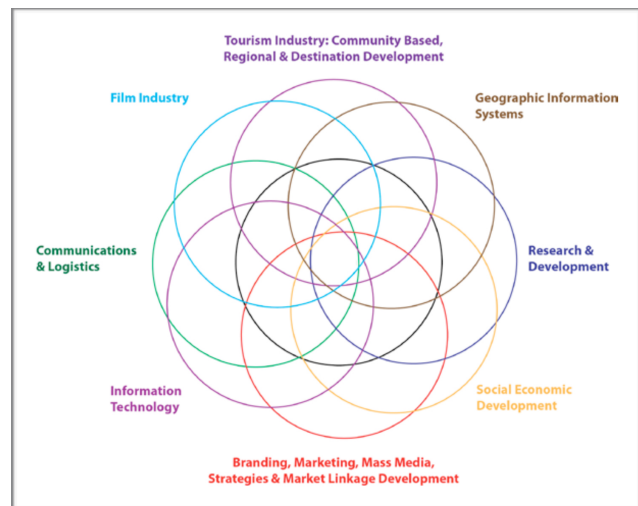 Tourism Industry: Community Based,
Regional & Destination Development
Film Industry
Geographic Information
Systems
Communications
& Logistics
Research &
Development
Information
Technology
Social Economic
Development
Branding, Marketing, Mass Media,
Strategies & Market Linkage Development